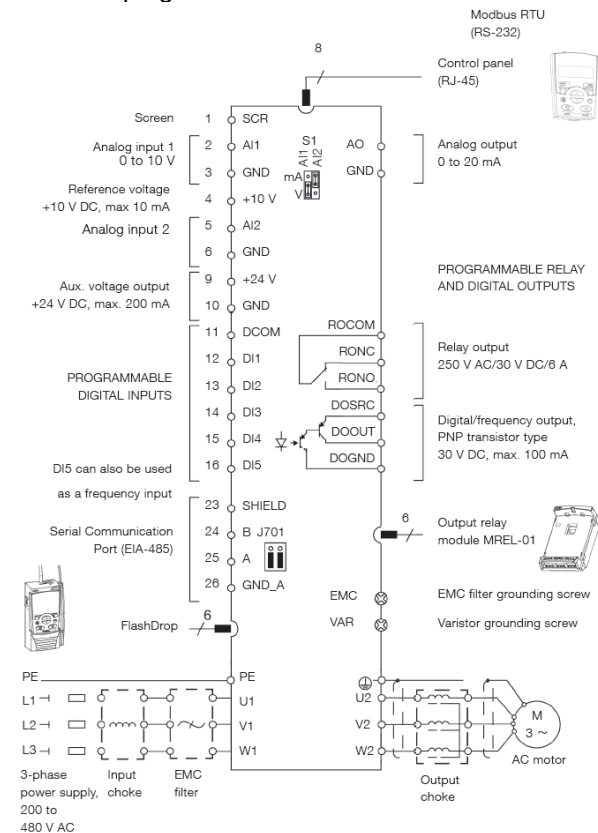 Modbus RTU
(RS-232)
8
Control panel
(RJ-45)
Screen 1 SCR
Analog input 1
0 to 10 V
2 AI1
3 GND
S1
AI1
AI2
mA
V
AO
GND
Analog output
0 to 20 mA
Reference voltage
+10 V DC, max 10 mA
4 +10 V
Analog input 2
5 AI2
6 GND
Aux. voltage output
+24 V DC, max. 200 mA
9 +24 V
10 GND
PROGRAMMABLE RELAY
AND DIGITAL OUTPUTS
11 DCOM
12 DI1
13 DI2
14 DI3
15 DI4
16 DI5
PROGRAMMABLE
DIGITAL INPUTS
DI5 can also be used
as a frequency input
ROCOM
RONC
RONO
Relay output
250 V AC/30 V DC/6 A
DOSRC
DOOUT
DOGND
Digital/frequency output,
PNP transistor type
30 V DC, max. 100 mA
23 SHIELD
24 B J701
25 A
26 GND_A
Serial Communication
Port (EIA-485)
6
Output relay
module MREL-01
EMC
EMC filter grounding screw
VAR
Varistor grounding screw
FlashDrop
6
PE PE
L1 U1
L2 V1
L3 W1
U2
V2
W2
M
3 ~
AC motor
3-phase
power supply,
200 to
480 V AC
Input
choke
EMC
filter
Output
choke